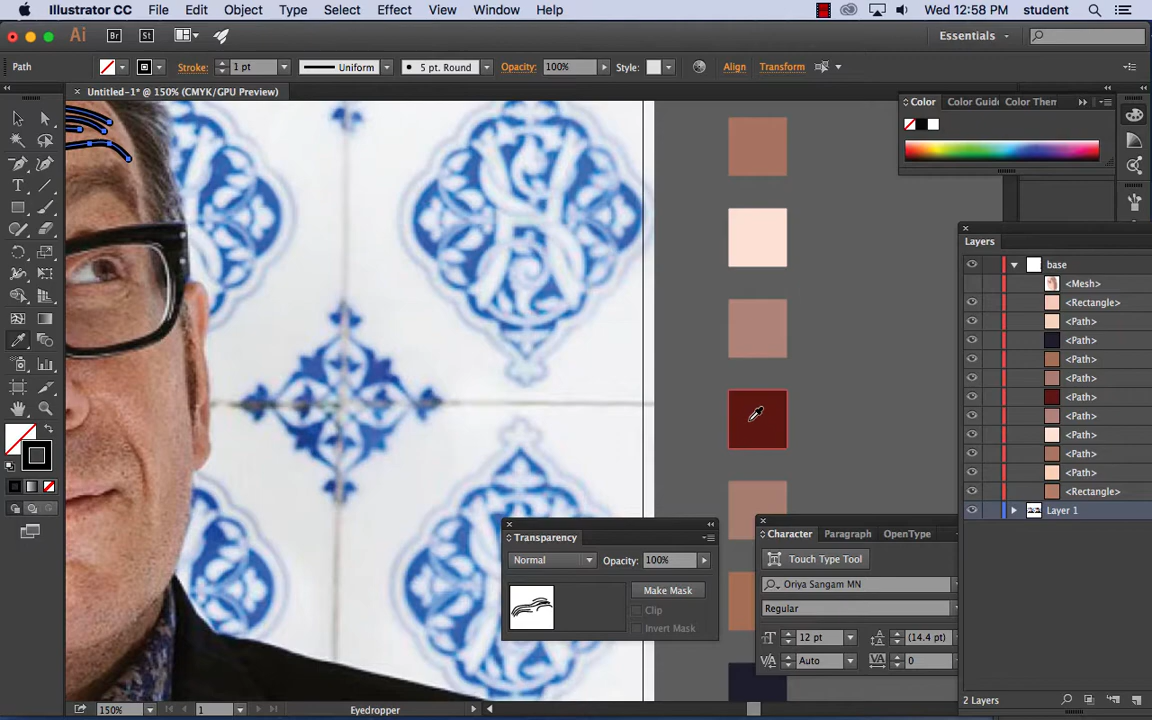 Illustrator CC File Edit Object Type Select Effect View Window Help Wed 12:58 PM student
Ai Br St Essentials
Path Stroke: 1 pt Uniform 5 pt. Round Opacity: 100% Style: Align Transform
× Untitled-1* @ 150% (CMYK/GPU Preview)
Color Color Guid Color Then
Layers
base
<Mesh>
<Rectangle>
<Path>
<Path>
<Path>
<Path>
<Path>
<Path>
<Path>
<Path>
<Path>
<Rectangle>
Layer 1
Transparency
Normal Opacity: 100%
Make Mask
Clip
Invert Mask
Character Paragraph OpenType
Touch Type Tool
Oriya Sangam MN
Regular
12 pt (14.4 pt)
Auto 0
2 Layers
150% 1 Eyedropper